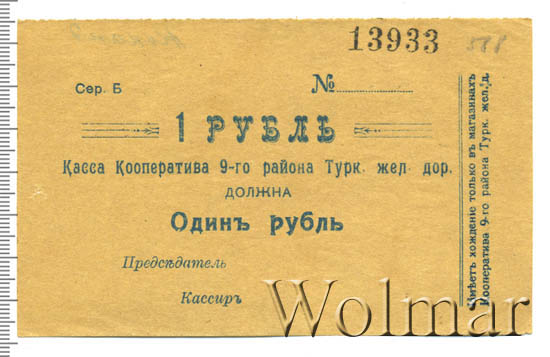 13933
Сер. Б
№
1 РУБЛЬ
Касса Кооператива 9-го района Турк. жел. дор.
ДОЛЖНА
Одинъ рубль
Предсѣдатель
Кассиръ
Имѣетъ хожденіе только въ магазинахъ
Кооператива 9-го района Турк. жел. д.
Wolmar